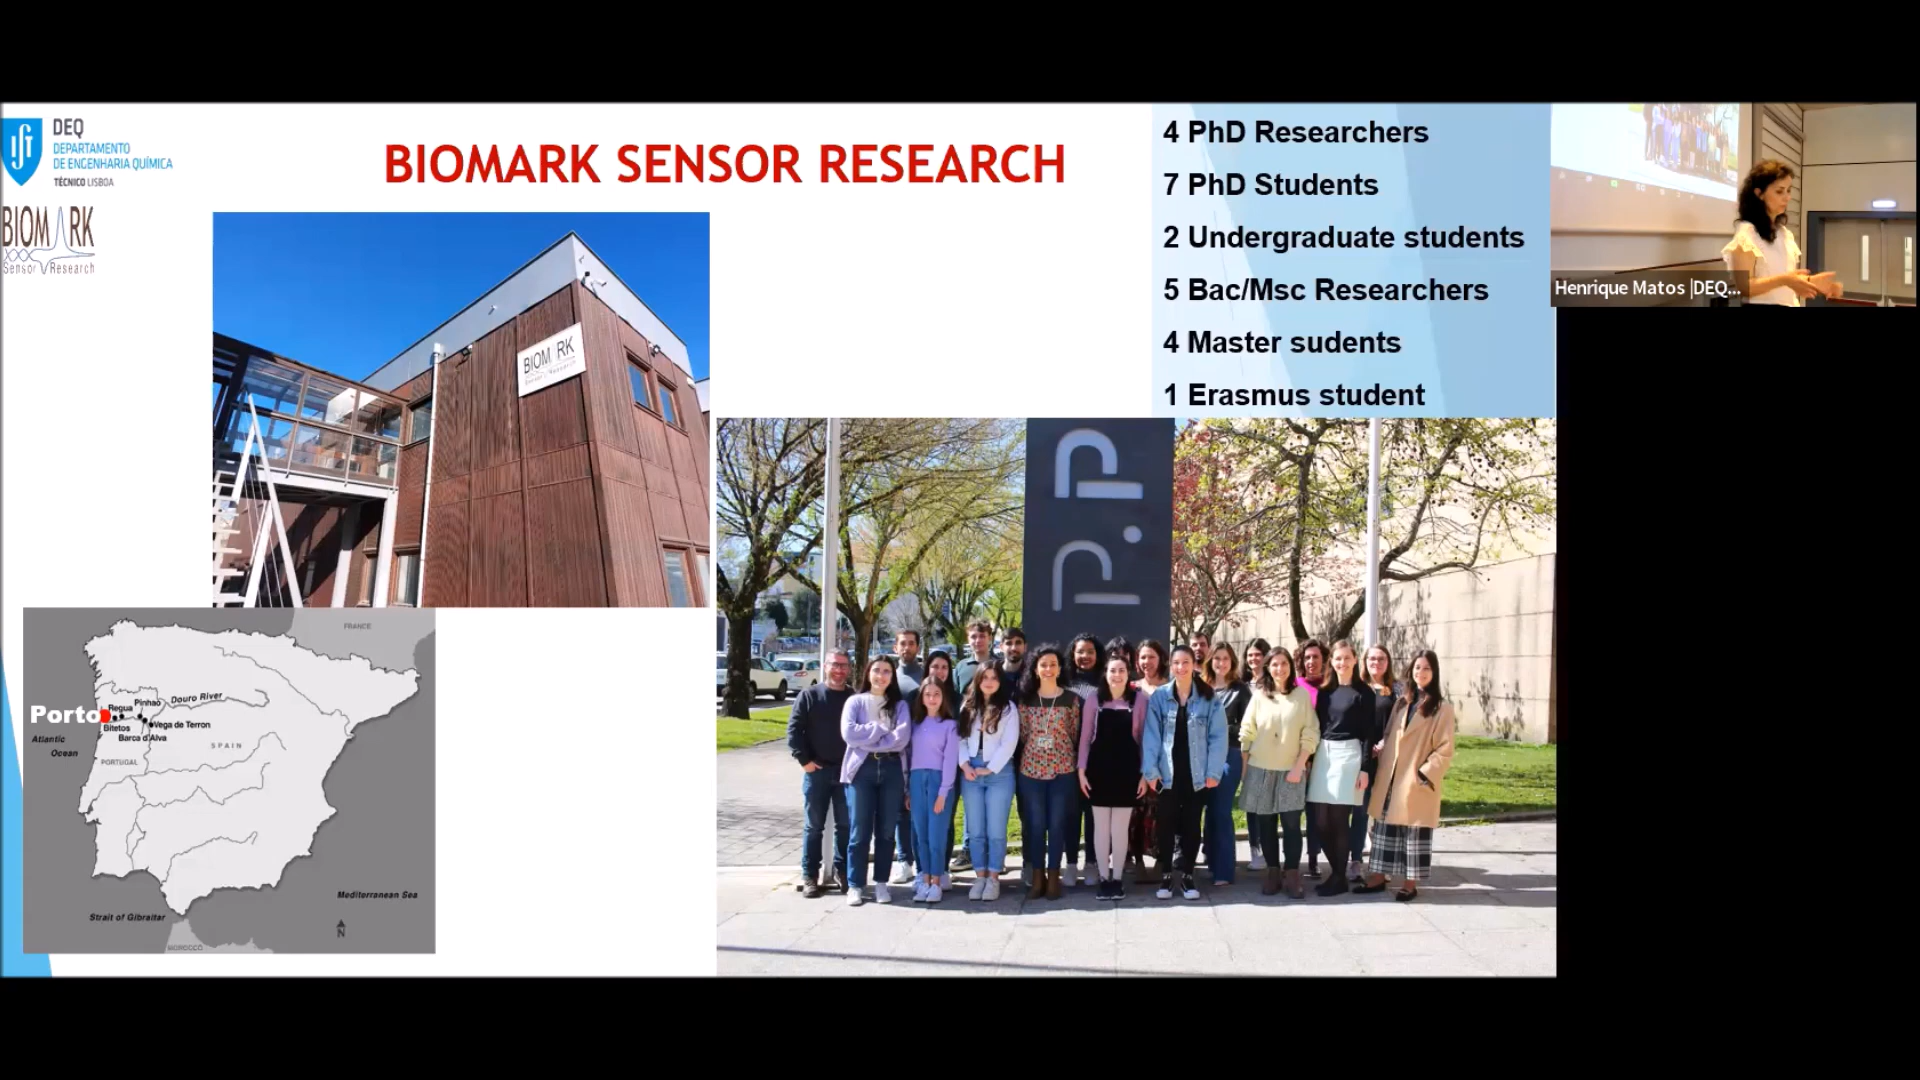 DEQ
DEPARTAMENTO
DE ENGENHARIA QUÍMICA
TÉCNICO LISBOA
BIOMARK
Sensor Research
BIOMARK SENSOR RESEARCH
4 PhD Researchers
7 PhD Students
2 Undergraduate students
5 Bac/Msc Researchers
4 Master sudents
1 Erasmus student
Henrique Matos |DEQ...
BIOMARK
Sensor Research
P.P
FRANCE
Douro River
Porto
Regua
Pinhao
Bitetos
Vega de Terron
Barca d'Alva
Atlantic
Ocean
SPAIN
PORTUGAL
Mediterranean Sea
Strait of Gibraltar
N
MOROCCO